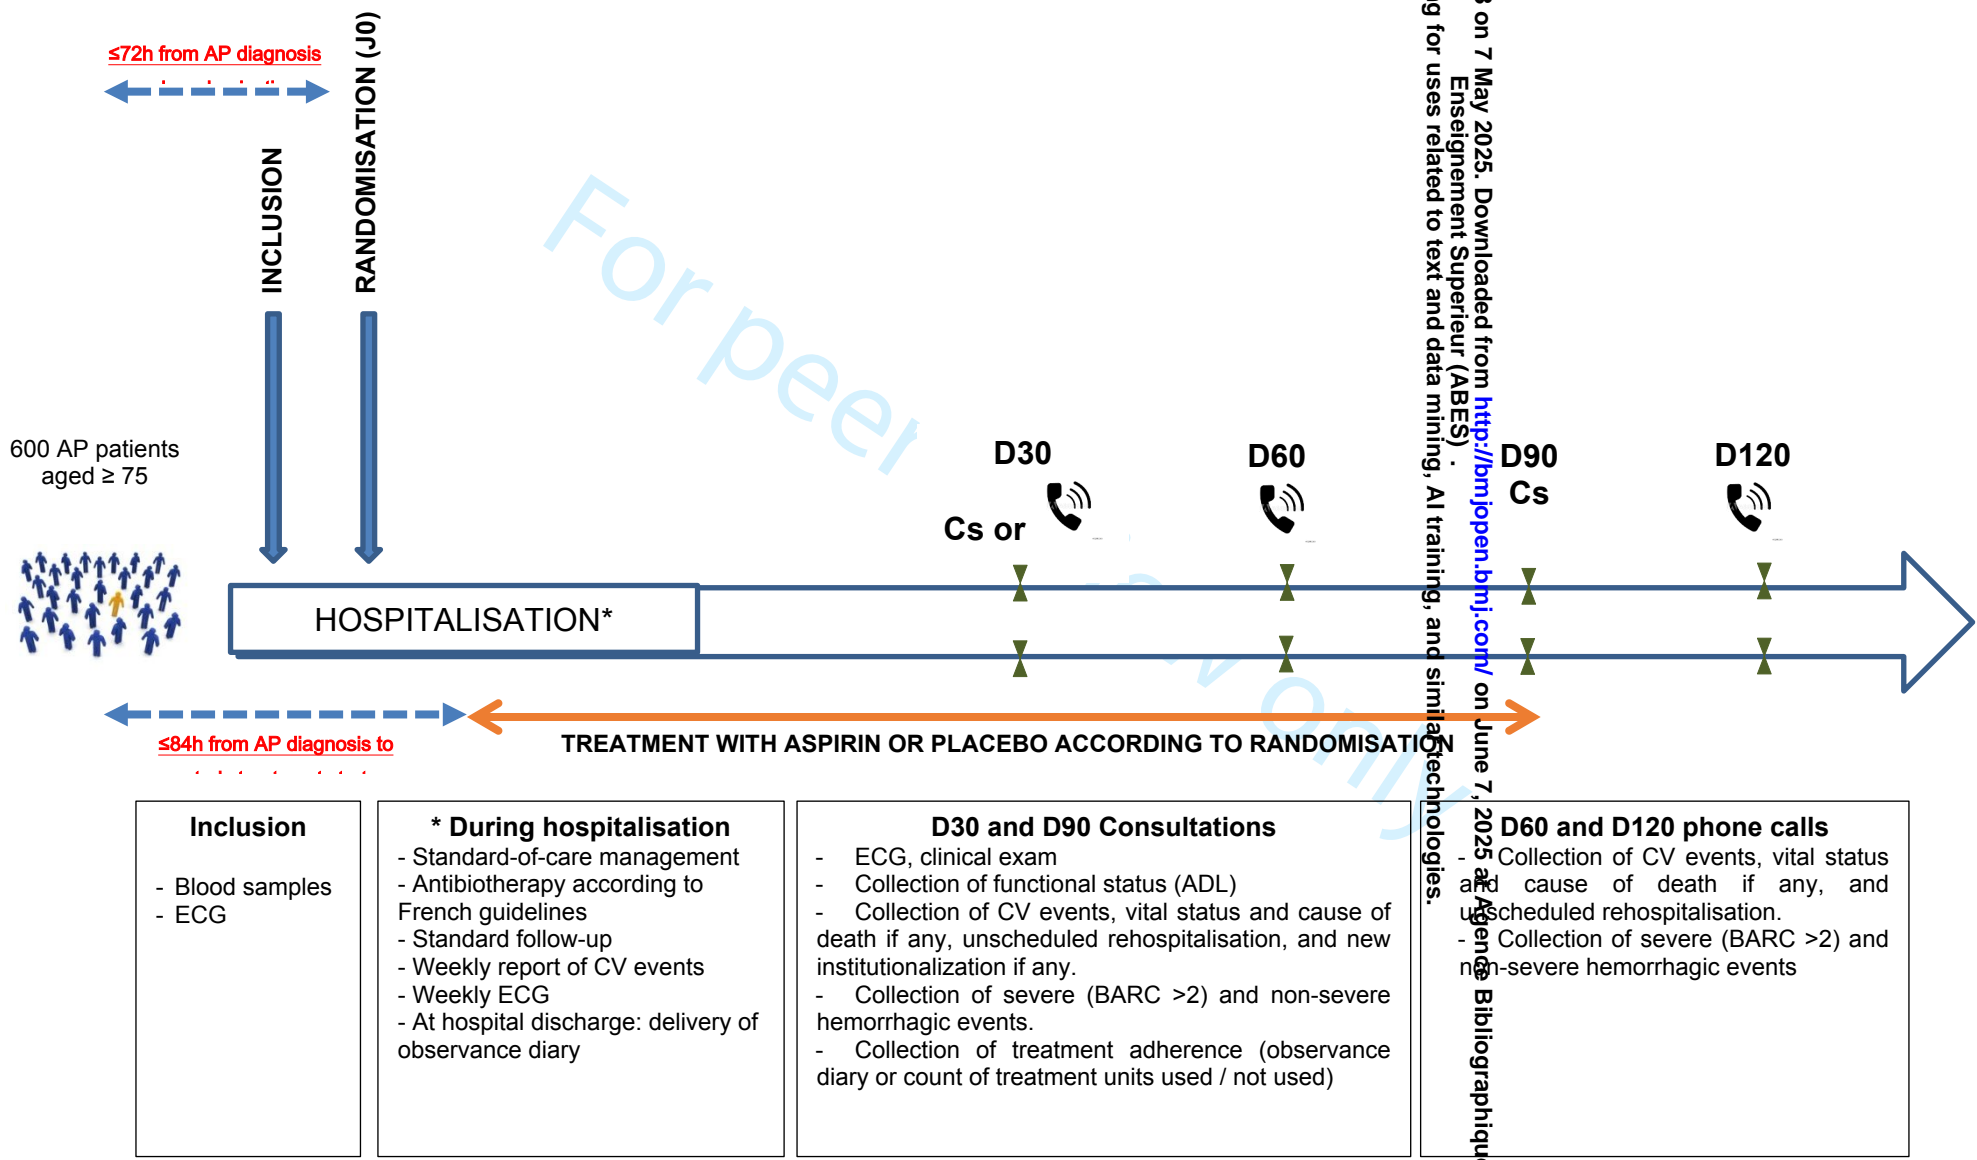 ≤72h from AP diagnosis
INCLUSION
RANDOMISATION (J0)
For peer
only
600 AP patients
aged ≥ 75
D30
Cs or
D60
D90
Cs
D120
HOSPITALISATION*
≤84h from AP diagnosis to
TREATMENT WITH ASPIRIN OR PLACEBO ACCORDING TO RANDOMISATION
Inclusion
- Blood samples
- ECG
* During hospitalisation
- Standard-of-care management
- Antibiotherapy according to
French guidelines
- Standard follow-up
- Weekly report of CV events
- Weekly ECG
- At hospital discharge: delivery of
observance diary
D30 and D90 Consultations
- ECG, clinical exam
- Collection of functional status (ADL)
- Collection of CV events, vital status and cause of
death if any, unscheduled rehospitalisation, and new
institutionalization if any.
- Collection of severe (BARC >2) and non-severe
hemorrhagic events.
- Collection of treatment adherence (observance
diary or count of treatment units used / not used)
D60 and D120 phone calls
- Collection of CV events, vital status
and cause of death if any, and
unscheduled rehospitalisation.
- Collection of severe (BARC >2) and
non-severe hemorrhagic events
on 7 May 2025. Downloaded from http://bmjopen.bmj.com/ on June 7, 2025 at Agence Bibliographique
Enseignement Superieur (ABES) .
for uses related to text and data mining, AI training, and similar technologies.